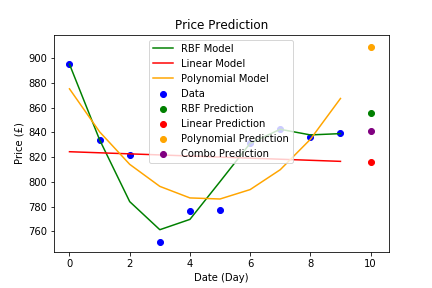 Price Prediction
Price (£)
900
880
860
840
820
800
780
760
RBF Model
Linear Model
Polynomial Model
Data
RBF Prediction
Linear Prediction
Polynomial Prediction
Combo Prediction
0 2 4 6 8 10
Date (Day)